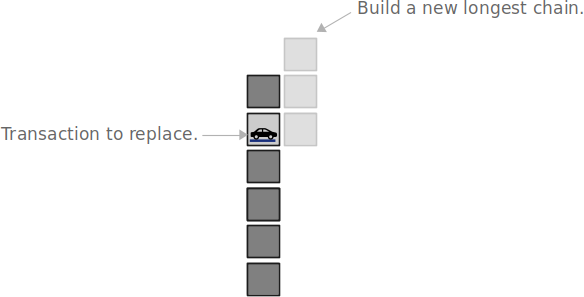 Build a new longest chain.
Transaction to replace.